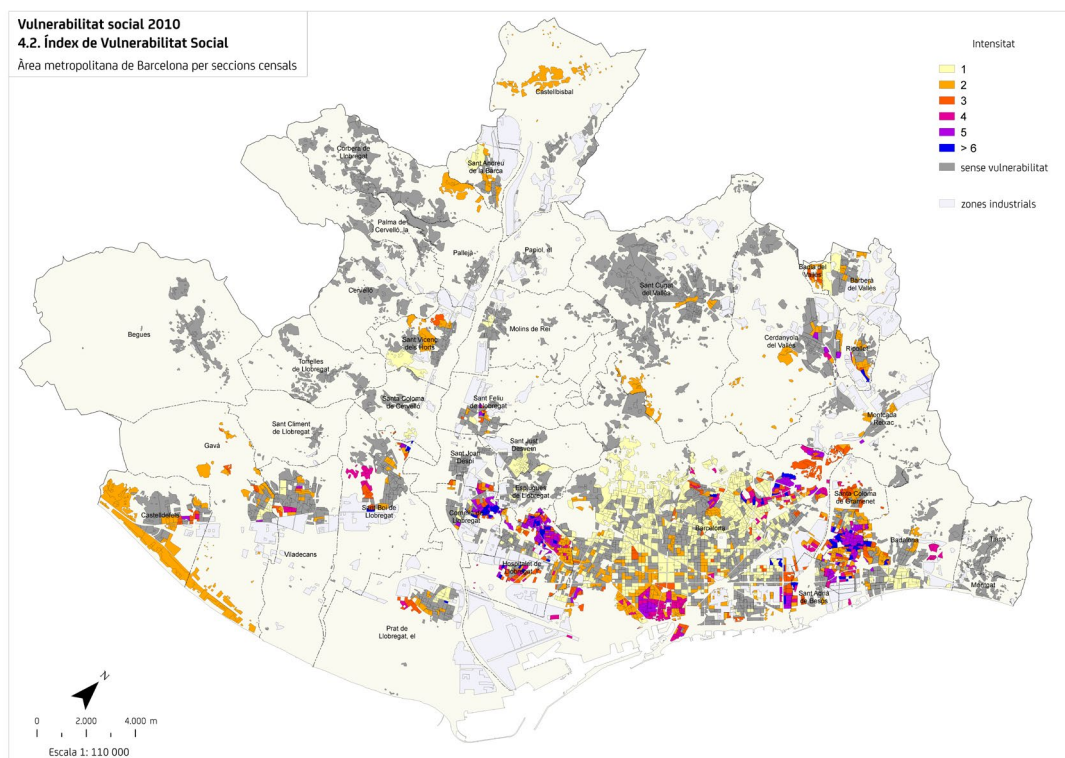 Vulnerabilitat social 2010
4.2. Índex de Vulnerabilitat Social
Àrea metropolitana de Barcelona per seccions censals
Intensitat
1
2
3
4
5
> 6
sense vulnerabilitat
zones industrials
Castellbisbal
Corbera de
Llobregat
Sant Andreu
de la Barca
Palma de
Cervelló, la
Pallejà
Papiol, el
Sant Cugat
del Vallès
Badia del
Vallès
Barberà
del Vallès
Cervelló
Begues
Molins de Rei
Cerdanyola
del Vallès
Ripollet
Sant Vicenç
dels Horts
Torrelles
de Llobregat
Santa Coloma
de Cervelló
Sant Feliu
de Llobregat
Montcada
i Reixac
Sant Climent
de Llobregat
Gavà
Sant Just
Desvern
Sant Joan
Despí
Esplugues
de Llobregat
Santa Coloma
de Gramenet
Castelldefels
Sant Boi de
Llobregat
Cornellà de
Llobregat
Barcelona
Badalona
Tiana
Viladecans
Hospitalet de
Llobregat
Montgat
Sant Adrià
de Besòs
Prat de
Llobregat, el
N
0 2.000 4.000 m
Escala 1: 110 000